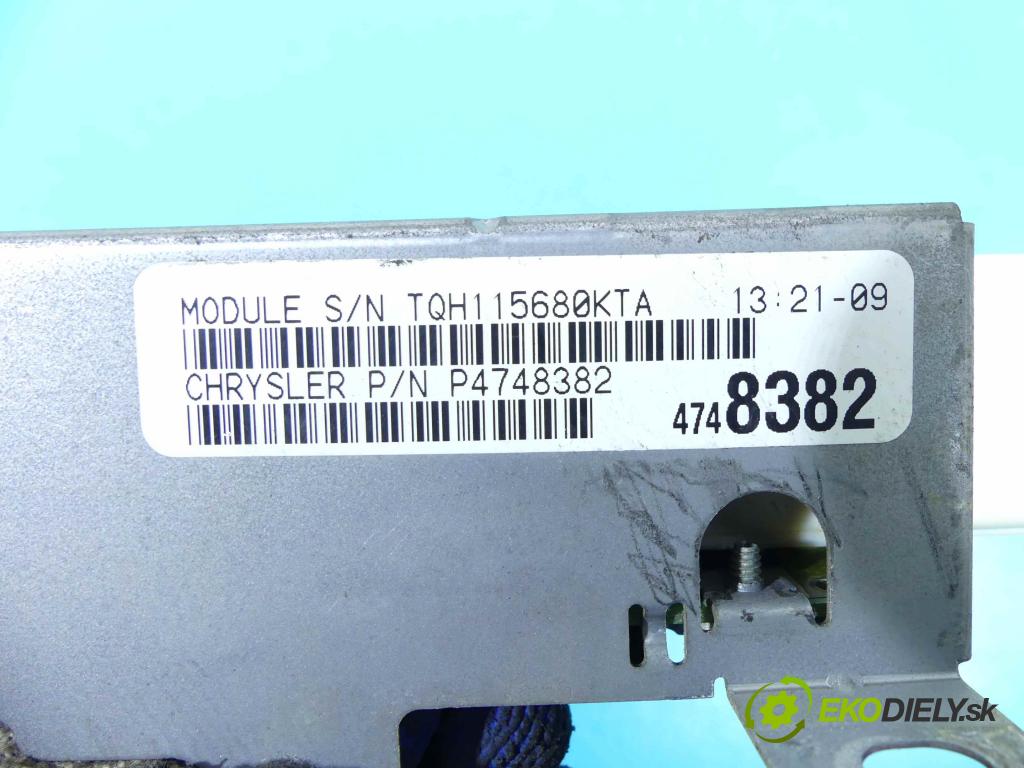 MODULE S/N TQH115680KTA 13:21-09
CHRYSLER P/N P4748382
4748382
EKODIELY.sk